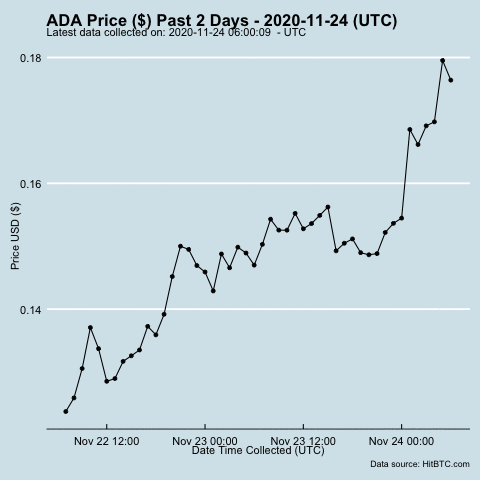 ADA Price ($) Past 2 Days - 2020-11-24 (UTC)
Latest data collected on: 2020-11-24 06:00:09 - UTC
0.18
0.16
0.14
Price USD ($)
Nov 22 12:00
Nov 23 00:00
Nov 23 12:00
Nov 24 00:00
Date Time Collected (UTC)
Data source: HitBTC.com